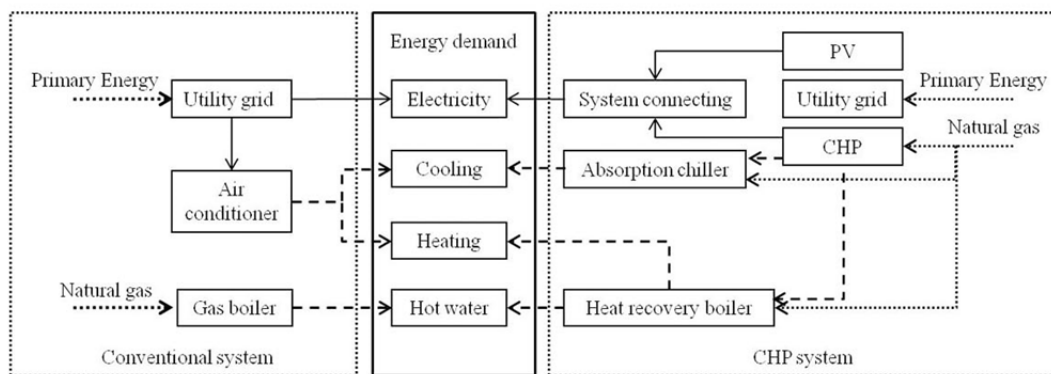 Energy demand
PV
Primary Energy
Utility grid
Electricity
System connecting
Utility grid
Primary Energy
Natural gas
CHP
Air
conditioner
Cooling
Absorption chiller
Heating
Natural gas
Gas boiler
Hot water
Heat recovery boiler
Conventional system
CHP system